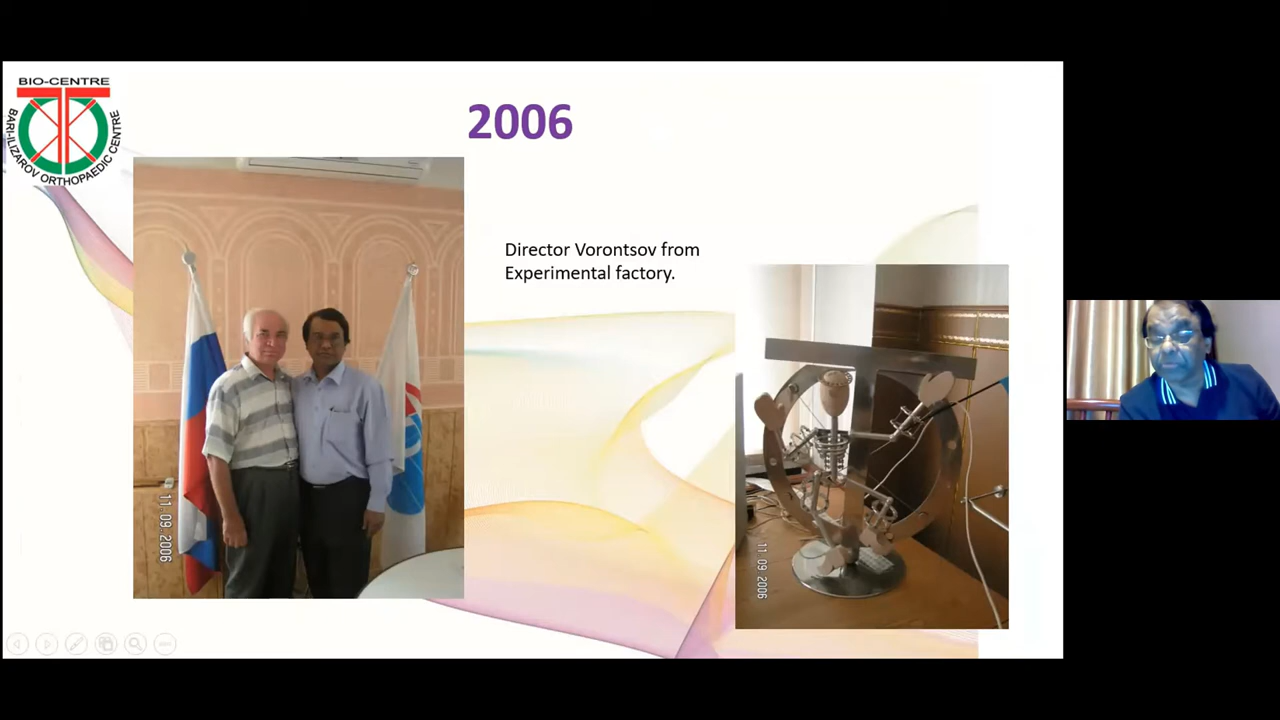 BIO-CENTRE
BARI-ILIZAROV ORTHOPAEDIC CENTRE
2006
Director Vorontsov from
Experimental factory.
11 09 2006
11 09 2006